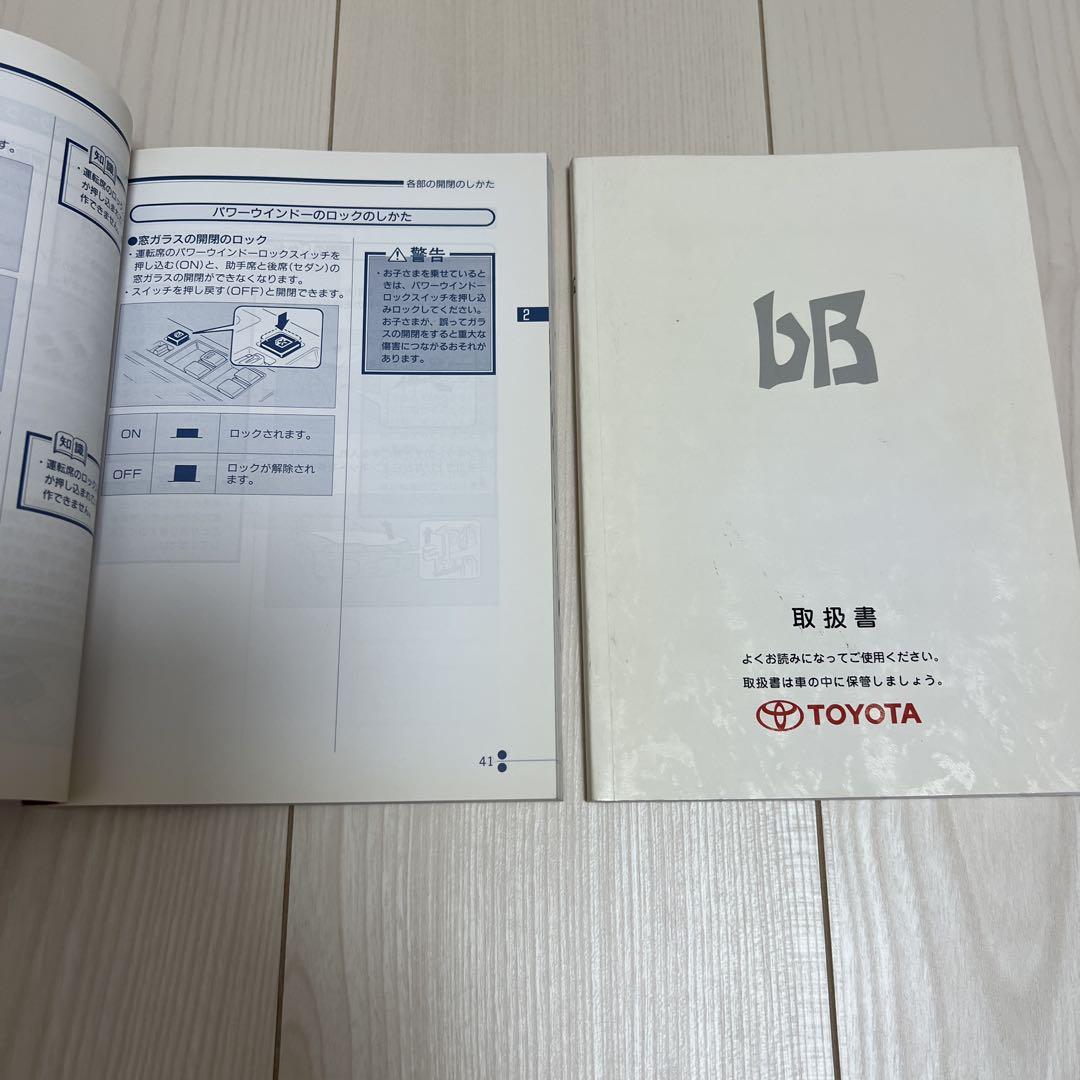 す。
知識
・運転席のロック
が押し込まれ
作できません。
知識
・運転席のロック
が押し込まれて
作できません。
各部の開閉のしかた
パワーウインドーのロックのしかた
●窓ガラスの開閉のロック
・運転席のパワーウインドーロックスイッチを
押し込む(ON)と、助手席と後席(セダン)の
窓ガラスの開閉ができなくなります。
・スイッチを押し戻す(OFF)と開閉できます。
ON
ロックされます。
OFF
ロックが解除され
ます。
警告
・お子さまを乗せていると
きは、パワーウインドー
ロックスイッチを押し込
みロックしてください。
お子さまが、誤ってガラ
スの開閉をすると重大な
傷害につながるおそれが
あります。
2
41
bB
取扱書
よくお読みになってご使用ください。
取扱書は車の中に保管しましょう。
TOYOTA